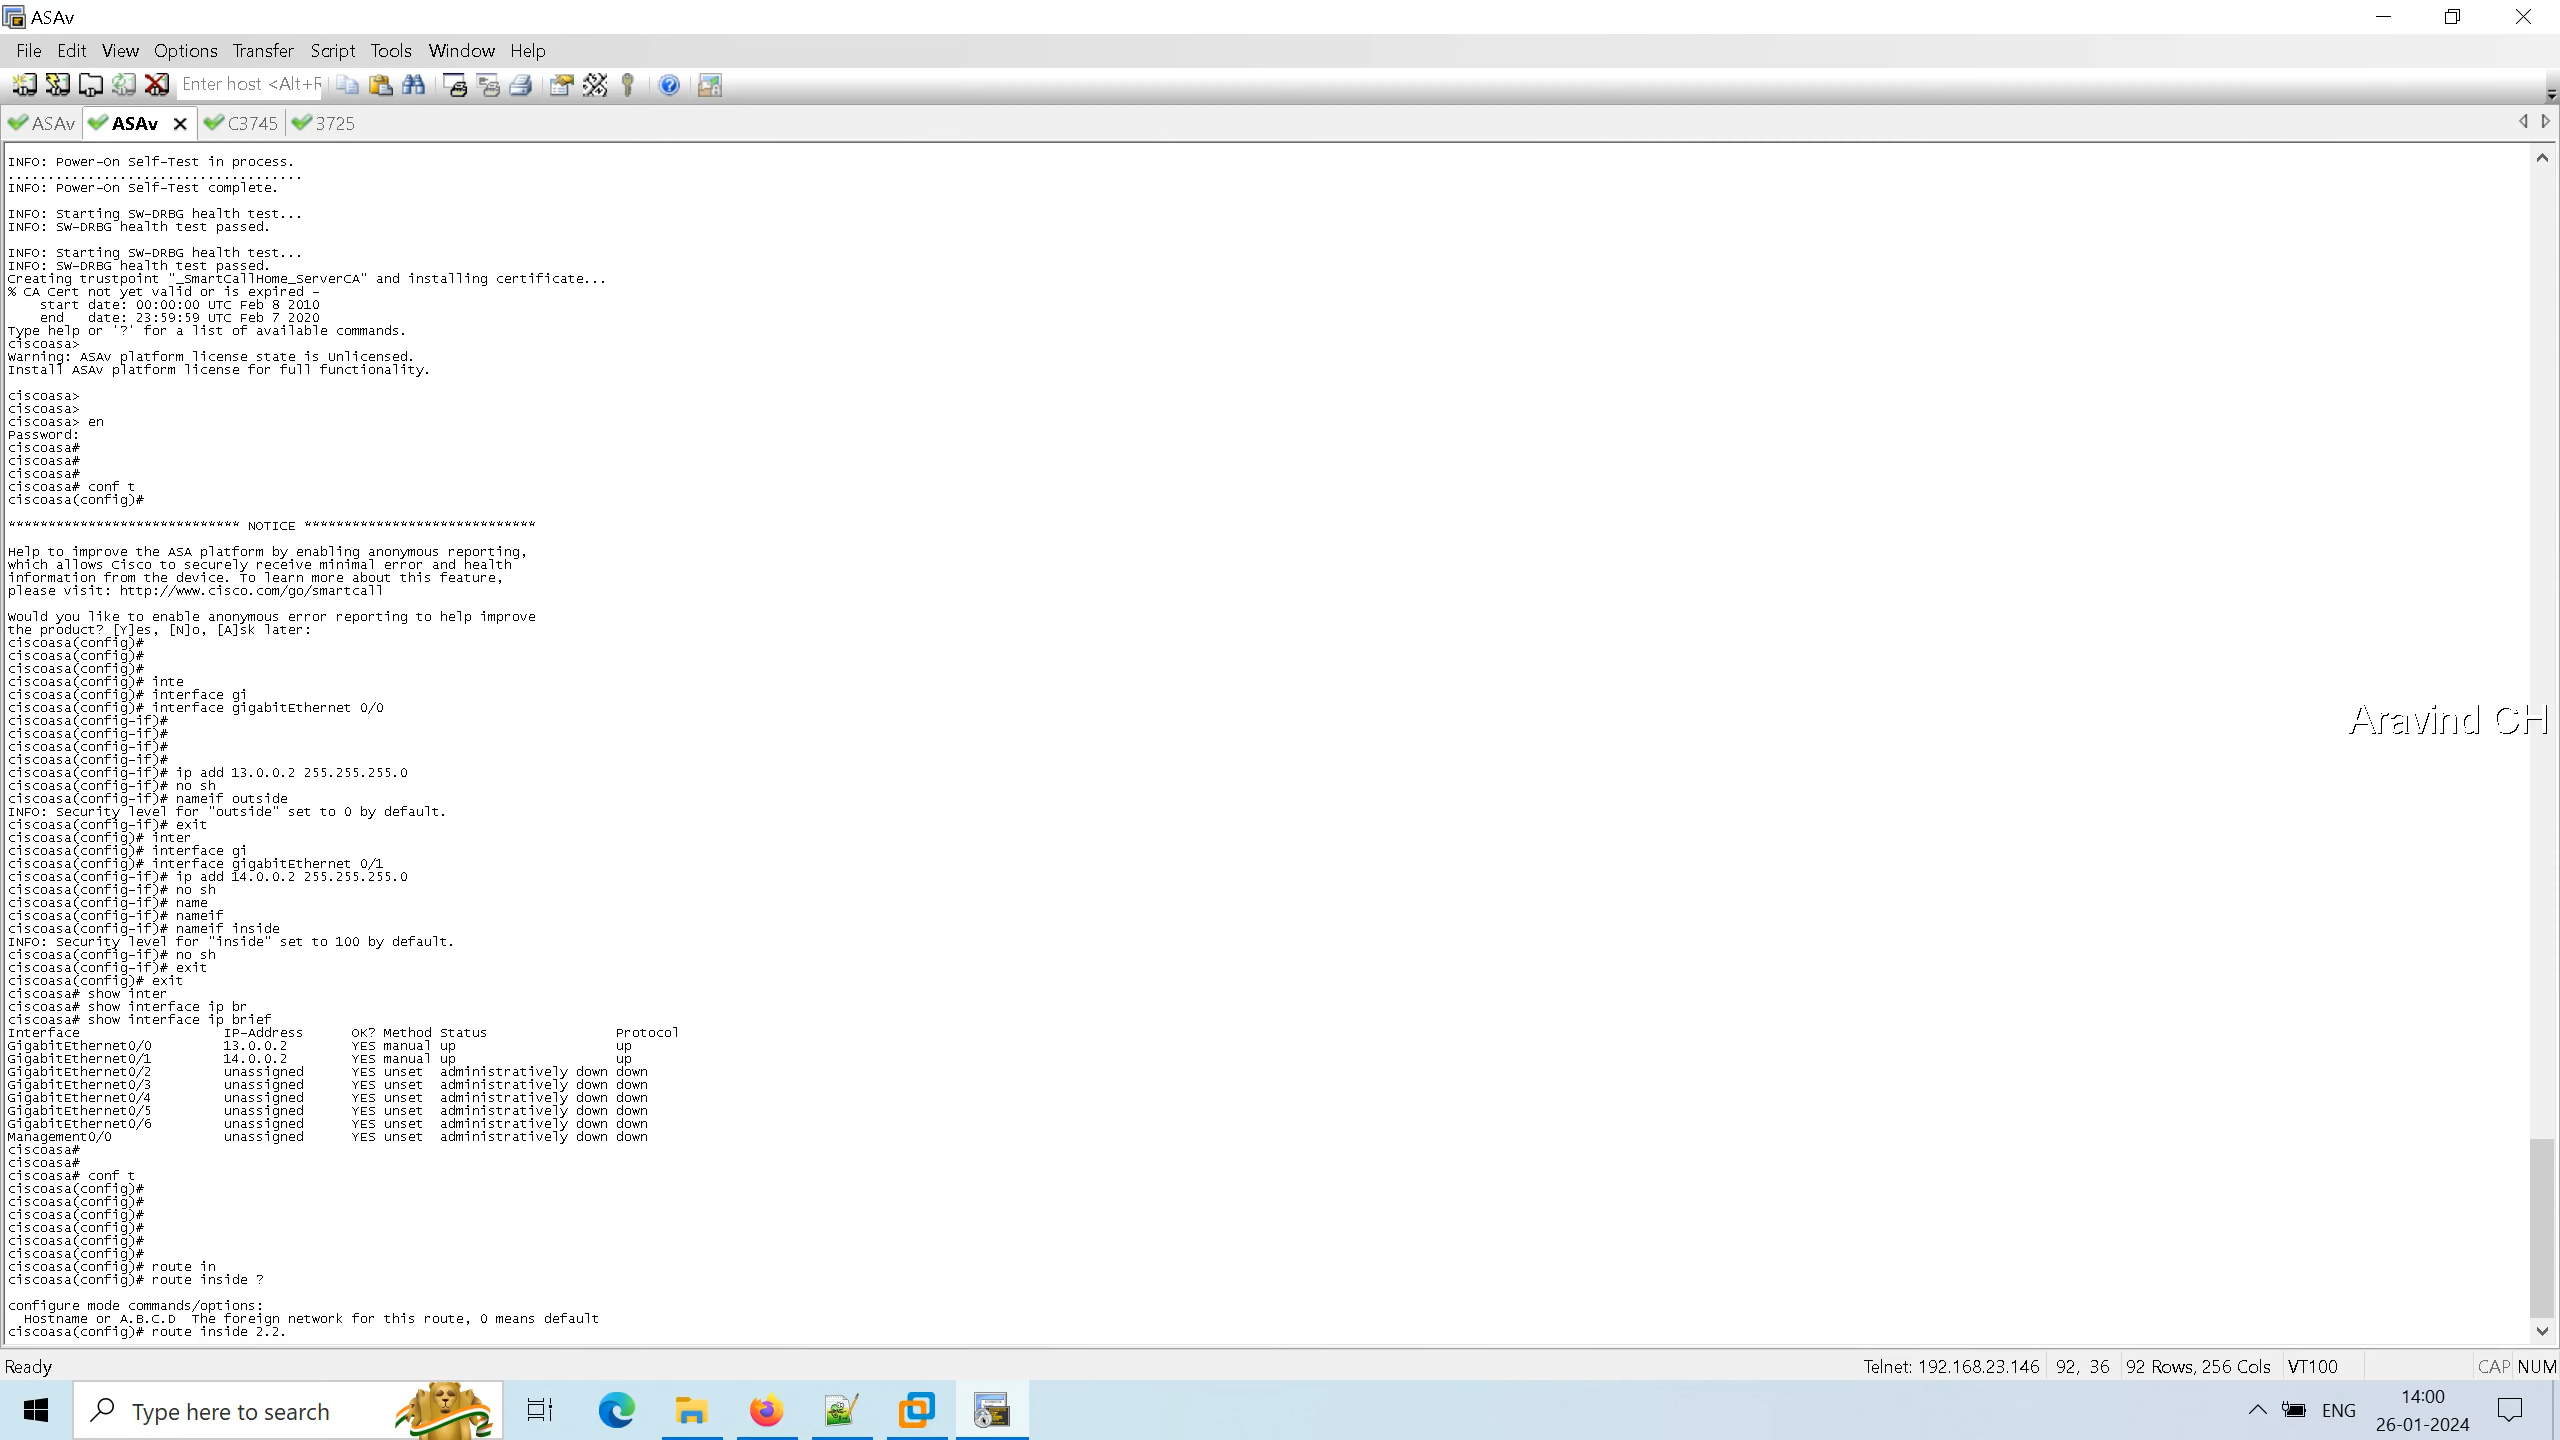 ASAv
File Edit View Options Transfer Script Tools Window Help
Enter host <Alt+R
ASAv ASAv C3745 3725
INFO: Power-On Self-Test in process.
.....................................
INFO: Power-On Self-Test complete.
INFO: Starting SW-DRBG health test...
INFO: SW-DRBG health test passed.
INFO: Starting SW-DRBG health test...
INFO: SW-DRBG health test passed.
Creating trustpoint "_SmartCallHome_ServerCA" and installing certificate...
% CA Cert not yet valid or is expired -
start date: 00:00:00 UTC Feb 8 2010
end date: 23:59:59 UTC Feb 7 2020
Type help or '?' for a list of available commands.
ciscoasa>
Warning: ASAv platform license state is Unlicensed.
Install ASAv platform license for full functionality.
ciscoasa>
ciscoasa>
ciscoasa> en
Password:
ciscoasa#
ciscoasa#
ciscoasa#
ciscoasa# conf t
ciscoasa(config)#
***************************** NOTICE *****************************
Help to improve the ASA platform by enabling anonymous reporting,
which allows Cisco to securely receive minimal error and health
information from the device. To learn more about this feature,
please visit: http://www.cisco.com/go/smartcall
Would you like to enable anonymous error reporting to help improve
the product? [Y]es, [N]o, [A]sk later:
ciscoasa(config)#
ciscoasa(config)#
ciscoasa(config)#
ciscoasa(config)# inte
ciscoasa(config)# interface gi
ciscoasa(config)# interface gigabitEthernet 0/0
ciscoasa(config-if)#
ciscoasa(config-if)#
ciscoasa(config-if)#
ciscoasa(config-if)#
ciscoasa(config-if)# ip add 13.0.0.2 255.255.255.0
ciscoasa(config-if)# no sh
ciscoasa(config-if)# nameif outside
INFO: Security level for "outside" set to 0 by default.
ciscoasa(config-if)# exit
ciscoasa(config)# inter
ciscoasa(config)# interface gi
ciscoasa(config)# interface gigabitEthernet 0/1
ciscoasa(config-if)# ip add 14.0.0.2 255.255.255.0
ciscoasa(config-if)# no sh
ciscoasa(config-if)# name
ciscoasa(config-if)# nameif
ciscoasa(config-if)# nameif inside
INFO: Security level for "inside" set to 100 by default.
ciscoasa(config-if)# no sh
ciscoasa(config-if)# exit
ciscoasa(config)# exit
ciscoasa# show inter
ciscoasa# show interface ip br
ciscoasa# show interface ip brief
Interface IP-Address OK? Method Status Protocol
GigabitEthernet0/0 13.0.0.2 YES manual up up
GigabitEthernet0/1 14.0.0.2 YES manual up up
GigabitEthernet0/2 unassigned YES unset administratively down down
GigabitEthernet0/3 unassigned YES unset administratively down down
GigabitEthernet0/4 unassigned YES unset administratively down down
GigabitEthernet0/5 unassigned YES unset administratively down down
GigabitEthernet0/6 unassigned YES unset administratively down down
Management0/0 unassigned YES unset administratively down down
ciscoasa#
ciscoasa#
ciscoasa# conf t
ciscoasa(config)#
ciscoasa(config)#
ciscoasa(config)#
ciscoasa(config)#
ciscoasa(config)#
ciscoasa(config)#
ciscoasa(config)# route in
ciscoasa(config)# route inside ?
configure mode commands/options:
Hostname or A.B.C.D The foreign network for this route, 0 means default
ciscoasa(config)# route inside 2.2.
Aravind CH
Ready Telnet: 192.168.23.146 92, 36 92 Rows, 256 Cols VT100 CAP NUM
Type here to search ENG 14:00
26-01-2024